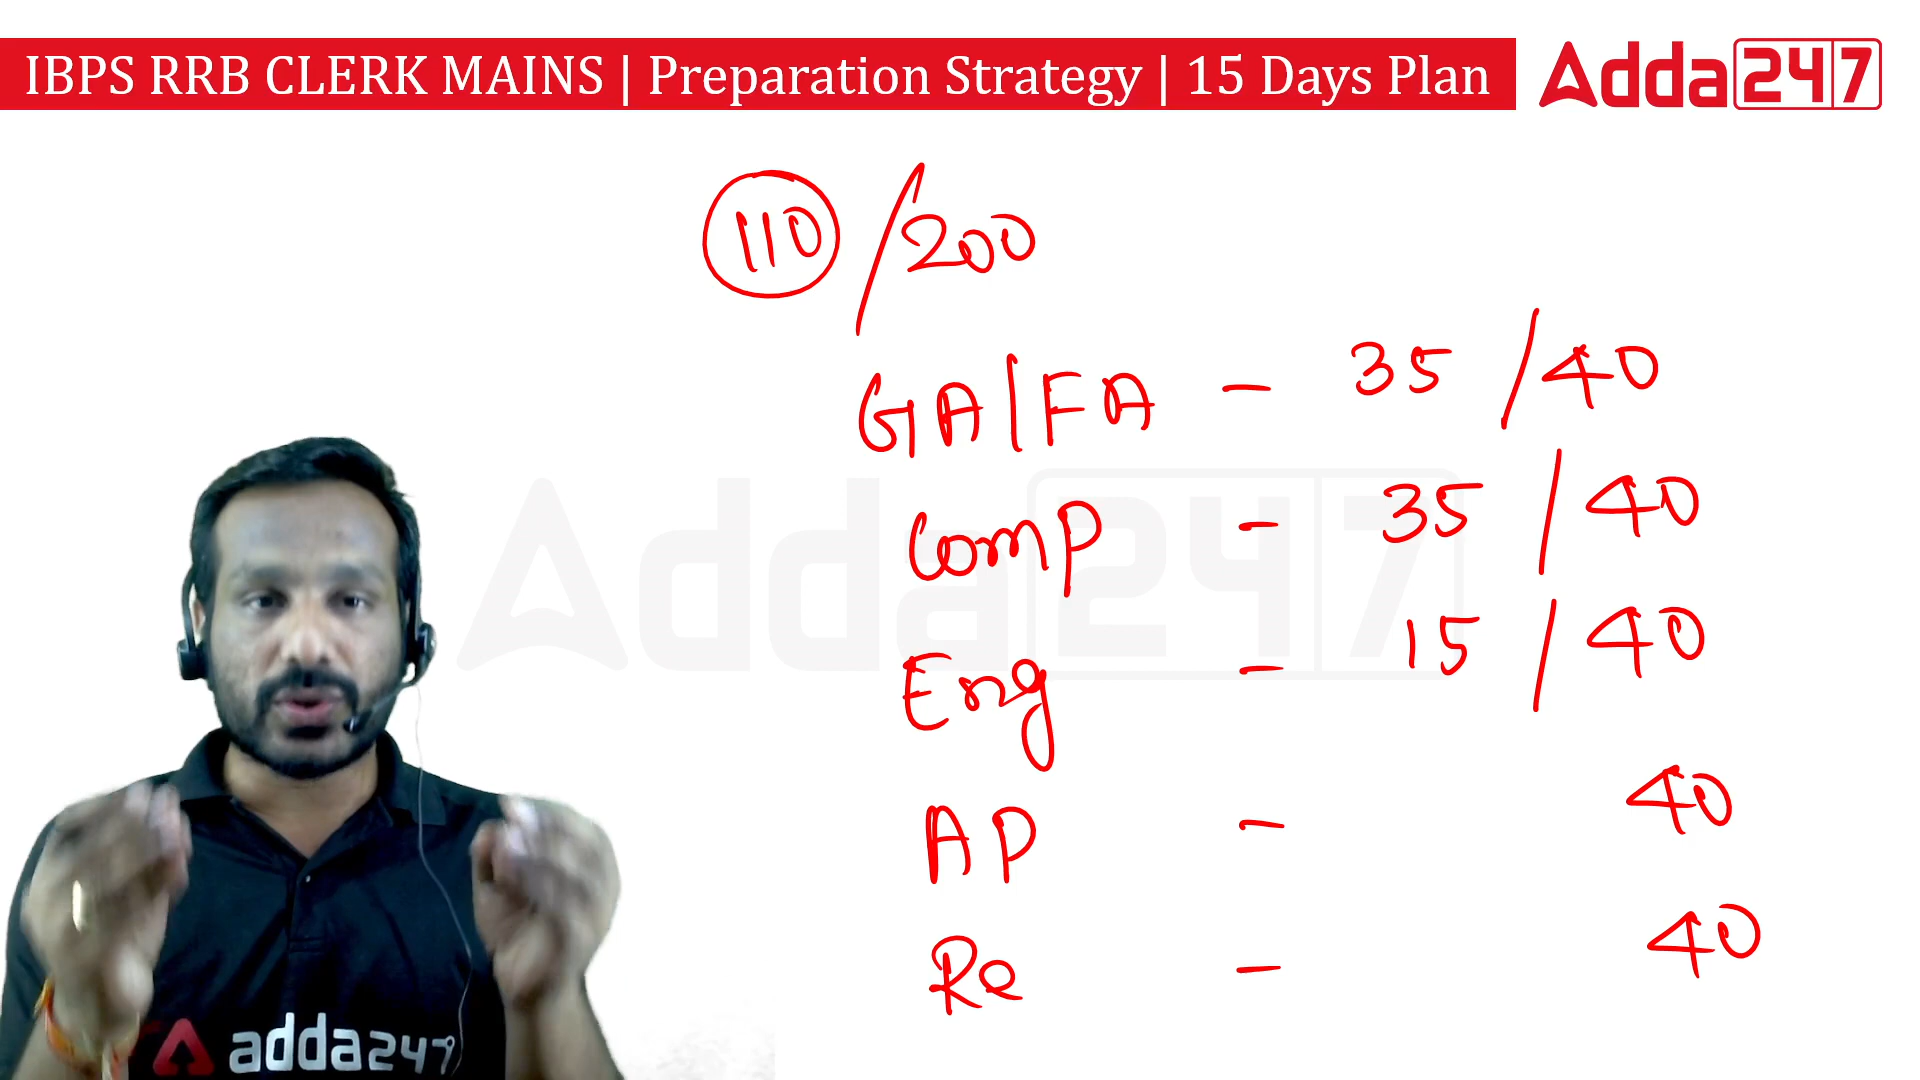 IBPS RRB CLERK MAINS | Preparation Strategy | 15 Days Plan
Adda247
110 / 200
GA/FA - 35 / 40
Comp - 35 / 40
Eng - 15 / 40
AP - 40
Re - 40
Adda247
adda247